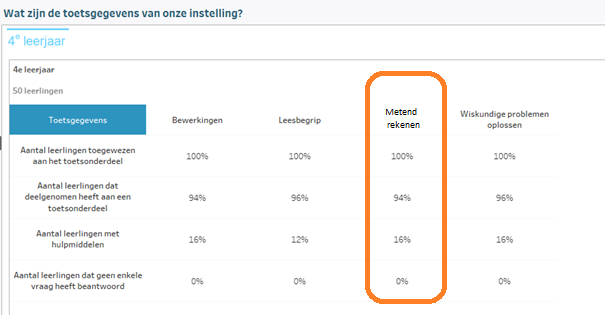 Wat zijn de toetsgegevens van onze instelling?
4e leerjaar
4e leerjaar
50 leerlingen
Toetsgegevens Bewerkingen Leesbegrip Metend rekenen Wiskundige problemen oplossen
Aantal leerlingen toegewezen aan het toetsonderdeel 100% 100% 100% 100%
Aantal leerlingen dat deelgenomen heeft aan een toetsonderdeel 94% 96% 94% 96%
Aantal leerlingen met hulpmiddelen 16% 12% 16% 16%
Aantal leerlingen dat geen enkele vraag heeft beantwoord 0% 0% 0% 0%